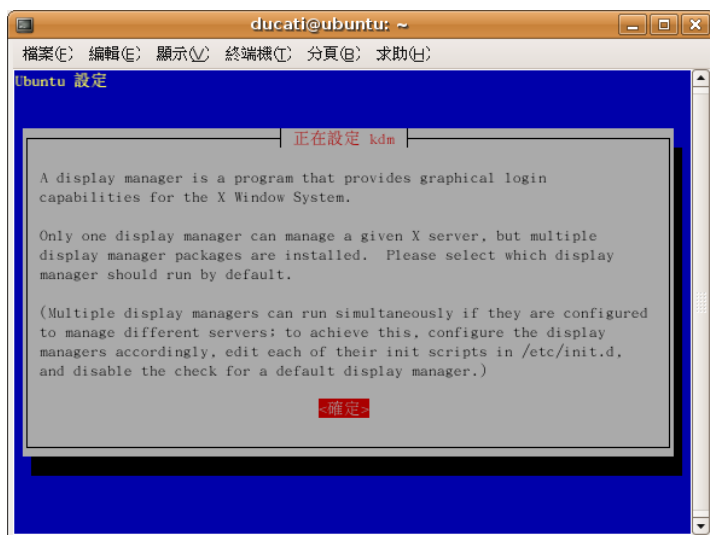 ducati@ubuntu: ~
檔案(E) 編輯(E) 顯示(V) 終端機(T) 分頁(B) 求助(H)
Ubuntu 設定
正在設定 kdm
A display manager is a program that provides graphical login
capabilities for the X Window System.
Only one display manager can manage a given X server, but multiple
display manager packages are installed.  Please select which display
manager should run by default.
(Multiple display managers can run simultaneously if they are configured
to manage different servers; to achieve this, configure the display
managers accordingly, edit each of their init scripts in /etc/init.d,
and disable the check for a default display manager.)
<確定>